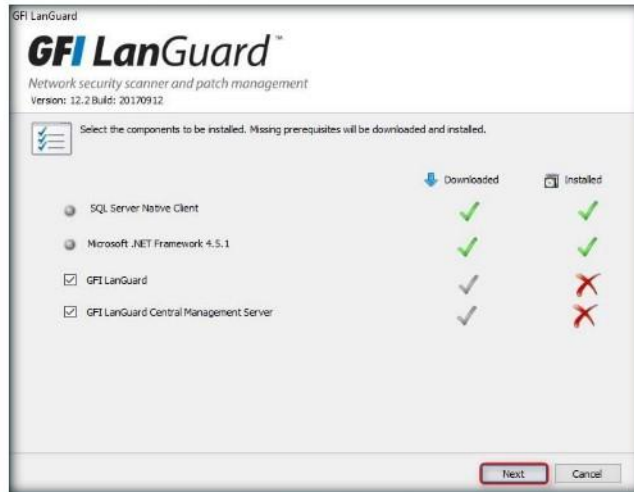 GFI LanGuard
GFI LanGuard™
Network security scanner and patch management
Version: 12.2 Build: 20170912
Select the components to be installed. Missing prerequisites will be downloaded and installed.
Downloaded Installed
SQL Server Native Client
Microsoft .NET Framework 4.5.1
GFI LanGuard
GFI LanGuard Central Management Server
Next Cancel